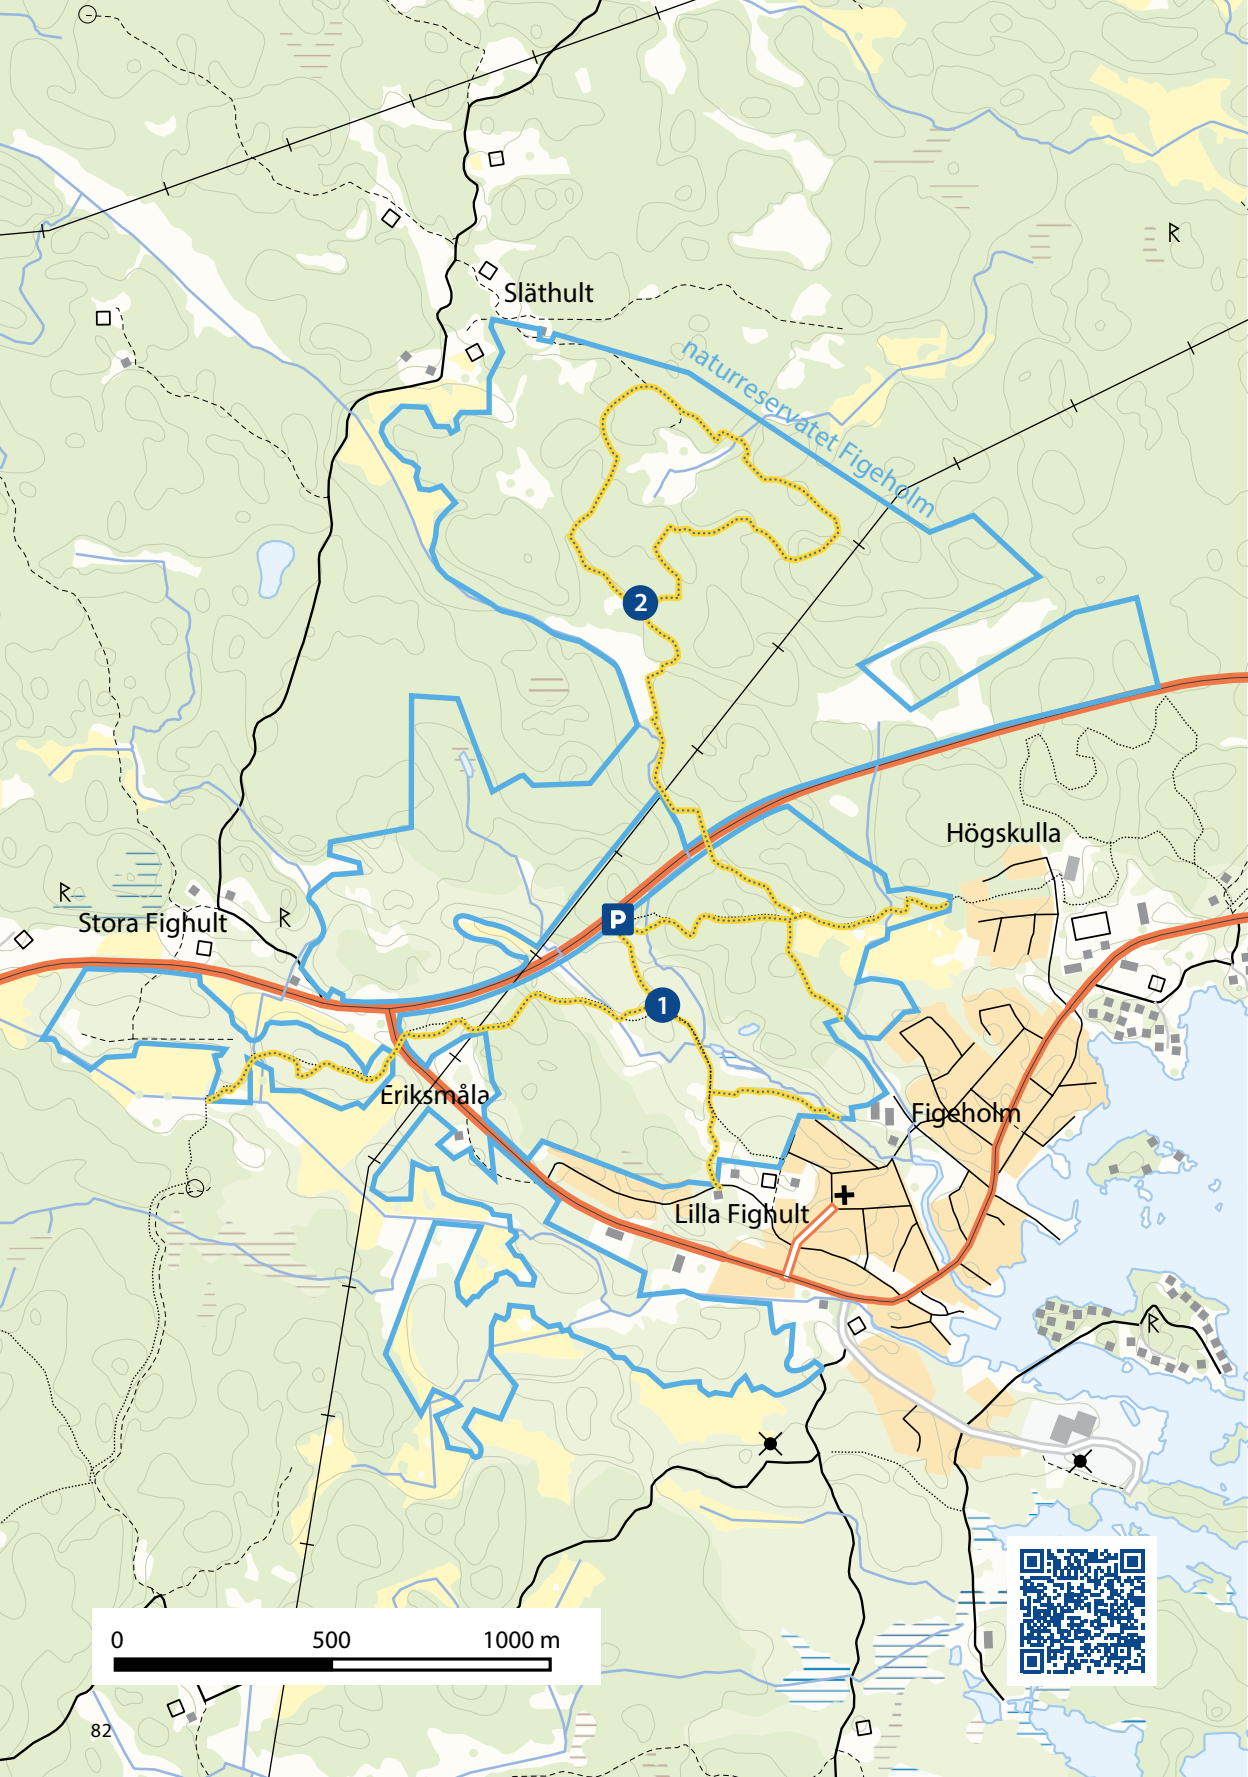 Släthult
naturreservatet Figeholm
2
Högskulla
P
Stora Fighult
1
Eriksmåla
Figeholm
Lilla Fighult
R
R
R
R
0 500 1000 m
82